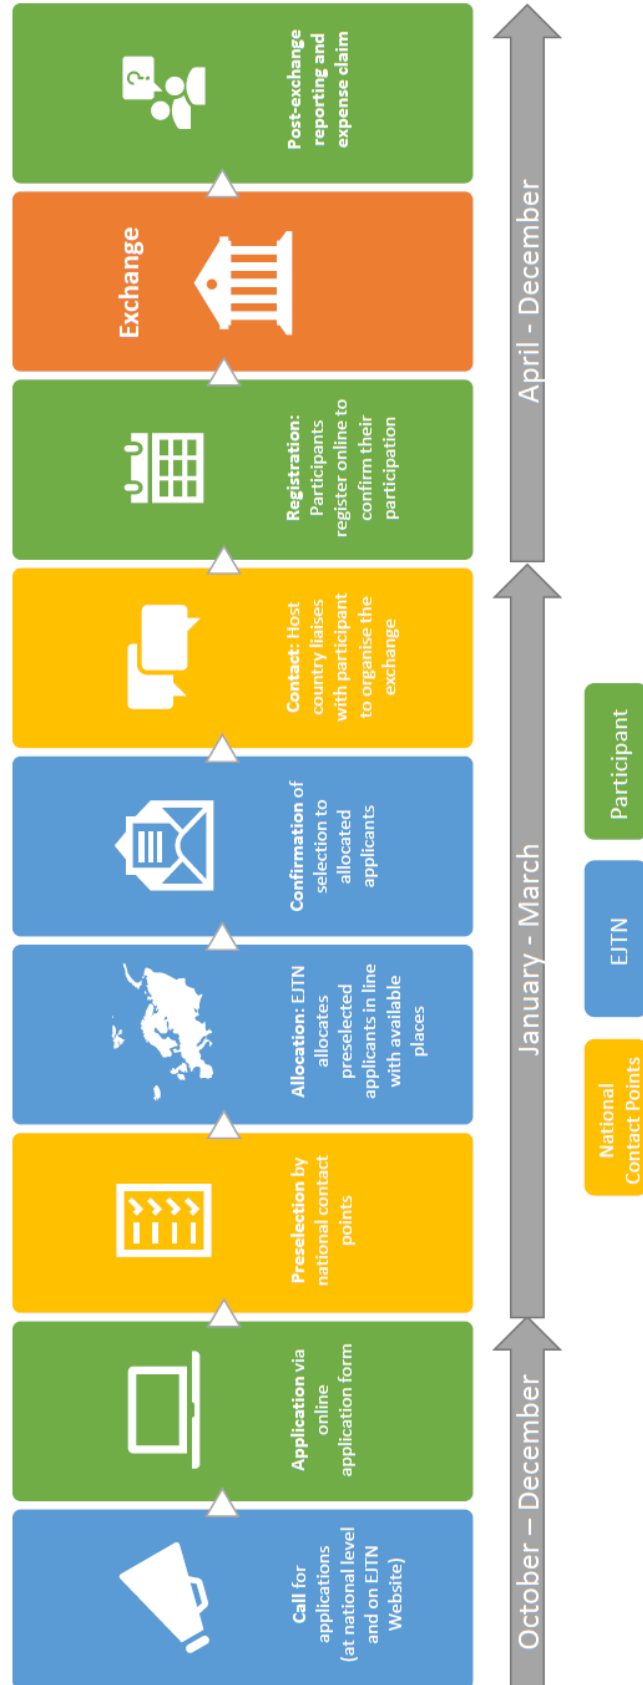 Call for
applications
(at national level
and on EJTN
Website)
Application via
online
application form
Preselection by
national contact
points
Allocation: EJTN
allocates
preselected
applicants in line
with available
places
Confirmation of
selection to
allocated
applicants
Contact: Host
country liaises
with participant
to organise the
exchange
Registration:
Participants
register online to
confirm their
participation
Exchange
?
Post-exchange
reporting and
expense claim
October – December
January - March
April - December
National
Contact Points
EJTN
Participant